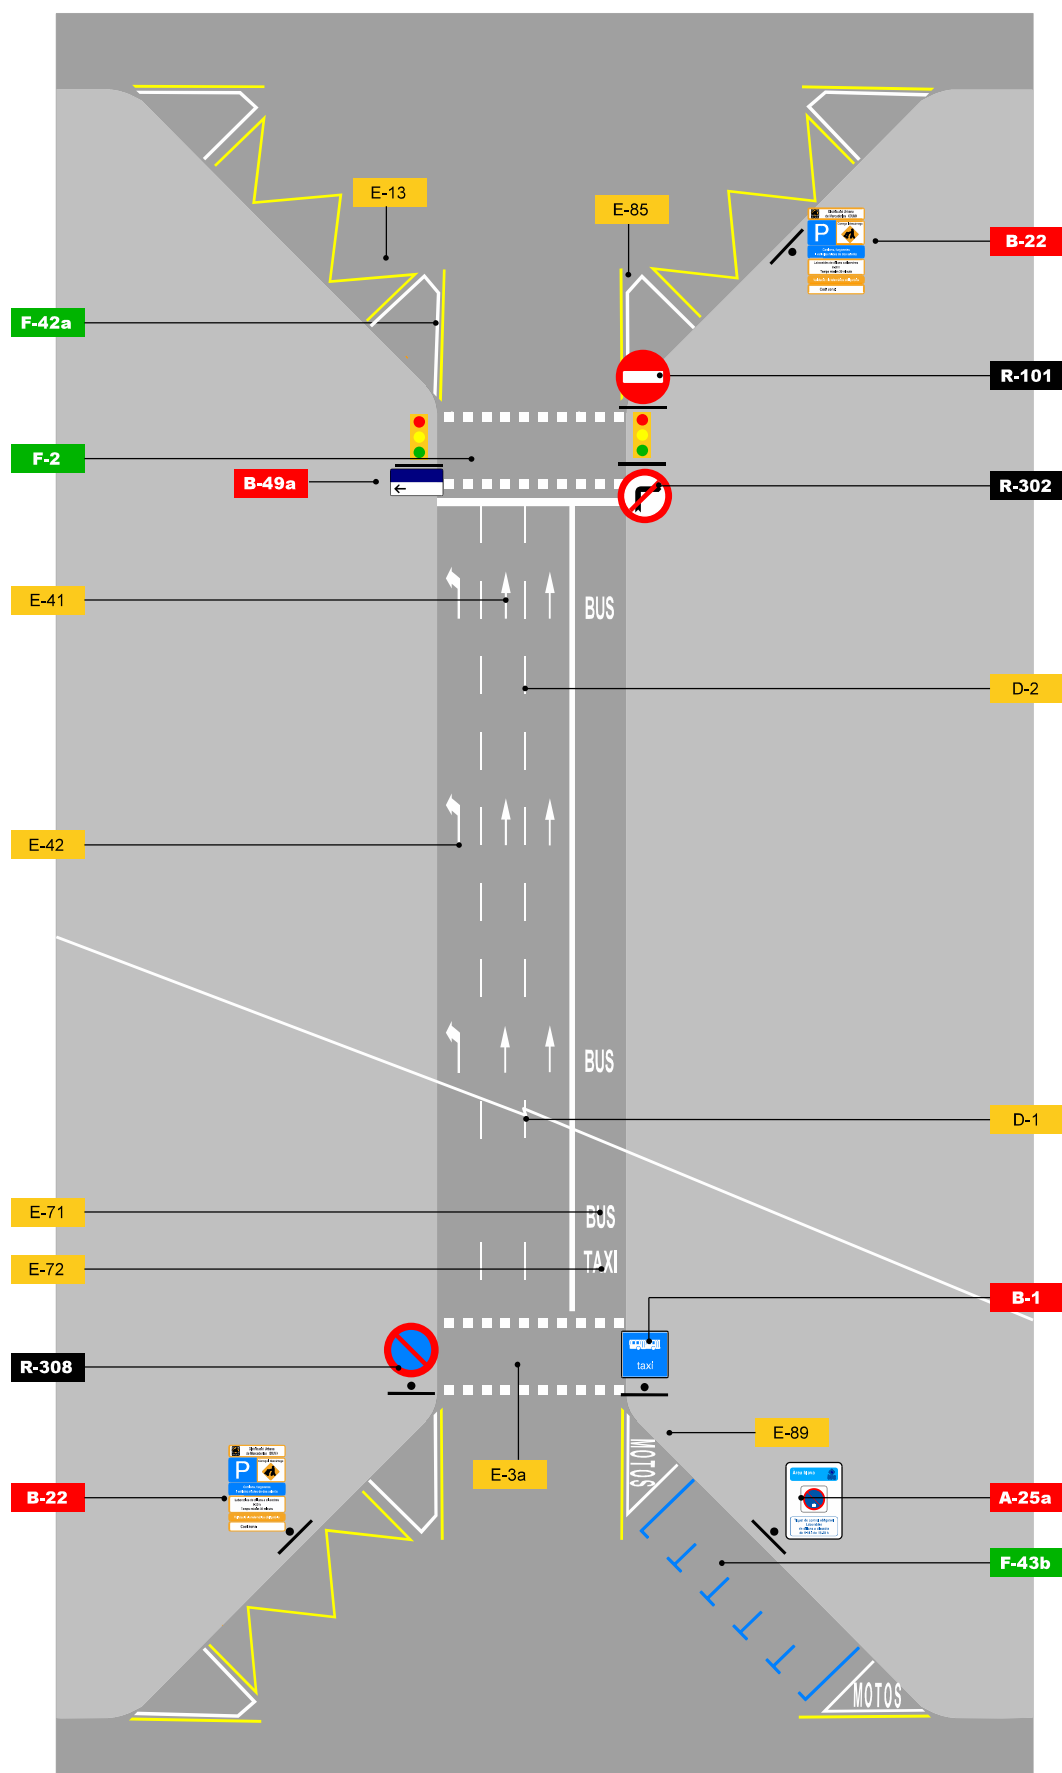 E-13
E-85
P
B-22
F-42a
R-101
F-2
B-49a
R-302
E-41
BUS
D-2
E-42
BUS
D-1
E-71
BUS
E-72
TAXI
B-1
taxi
R-308
E-89
MOTOS
E-3a
P
B-22
A-25a
F-43b
MOTOS